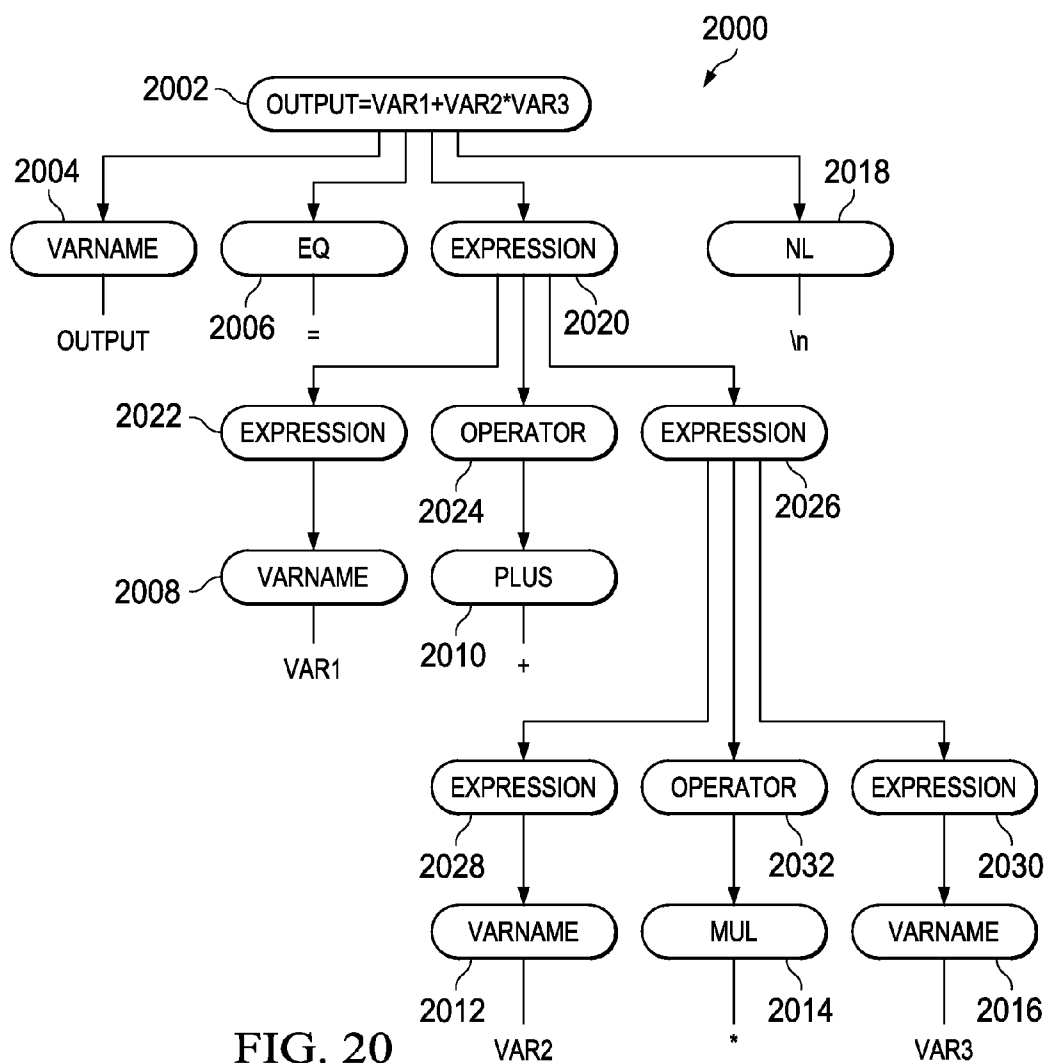 2000
2002
OUTPUT=VAR1+VAR2*VAR3
2004
2018
VARNAME
EQ
EXPRESSION
NL
2006
2020
OUTPUT
=
\n
2022
EXPRESSION
OPERATOR
EXPRESSION
2024
2026
2008
VARNAME
PLUS
2010
VAR1
+
EXPRESSION
OPERATOR
EXPRESSION
2028
2032
2030
VARNAME
MUL
VARNAME
2012
2014
2016
FIG. 20
VAR2
*
VAR3